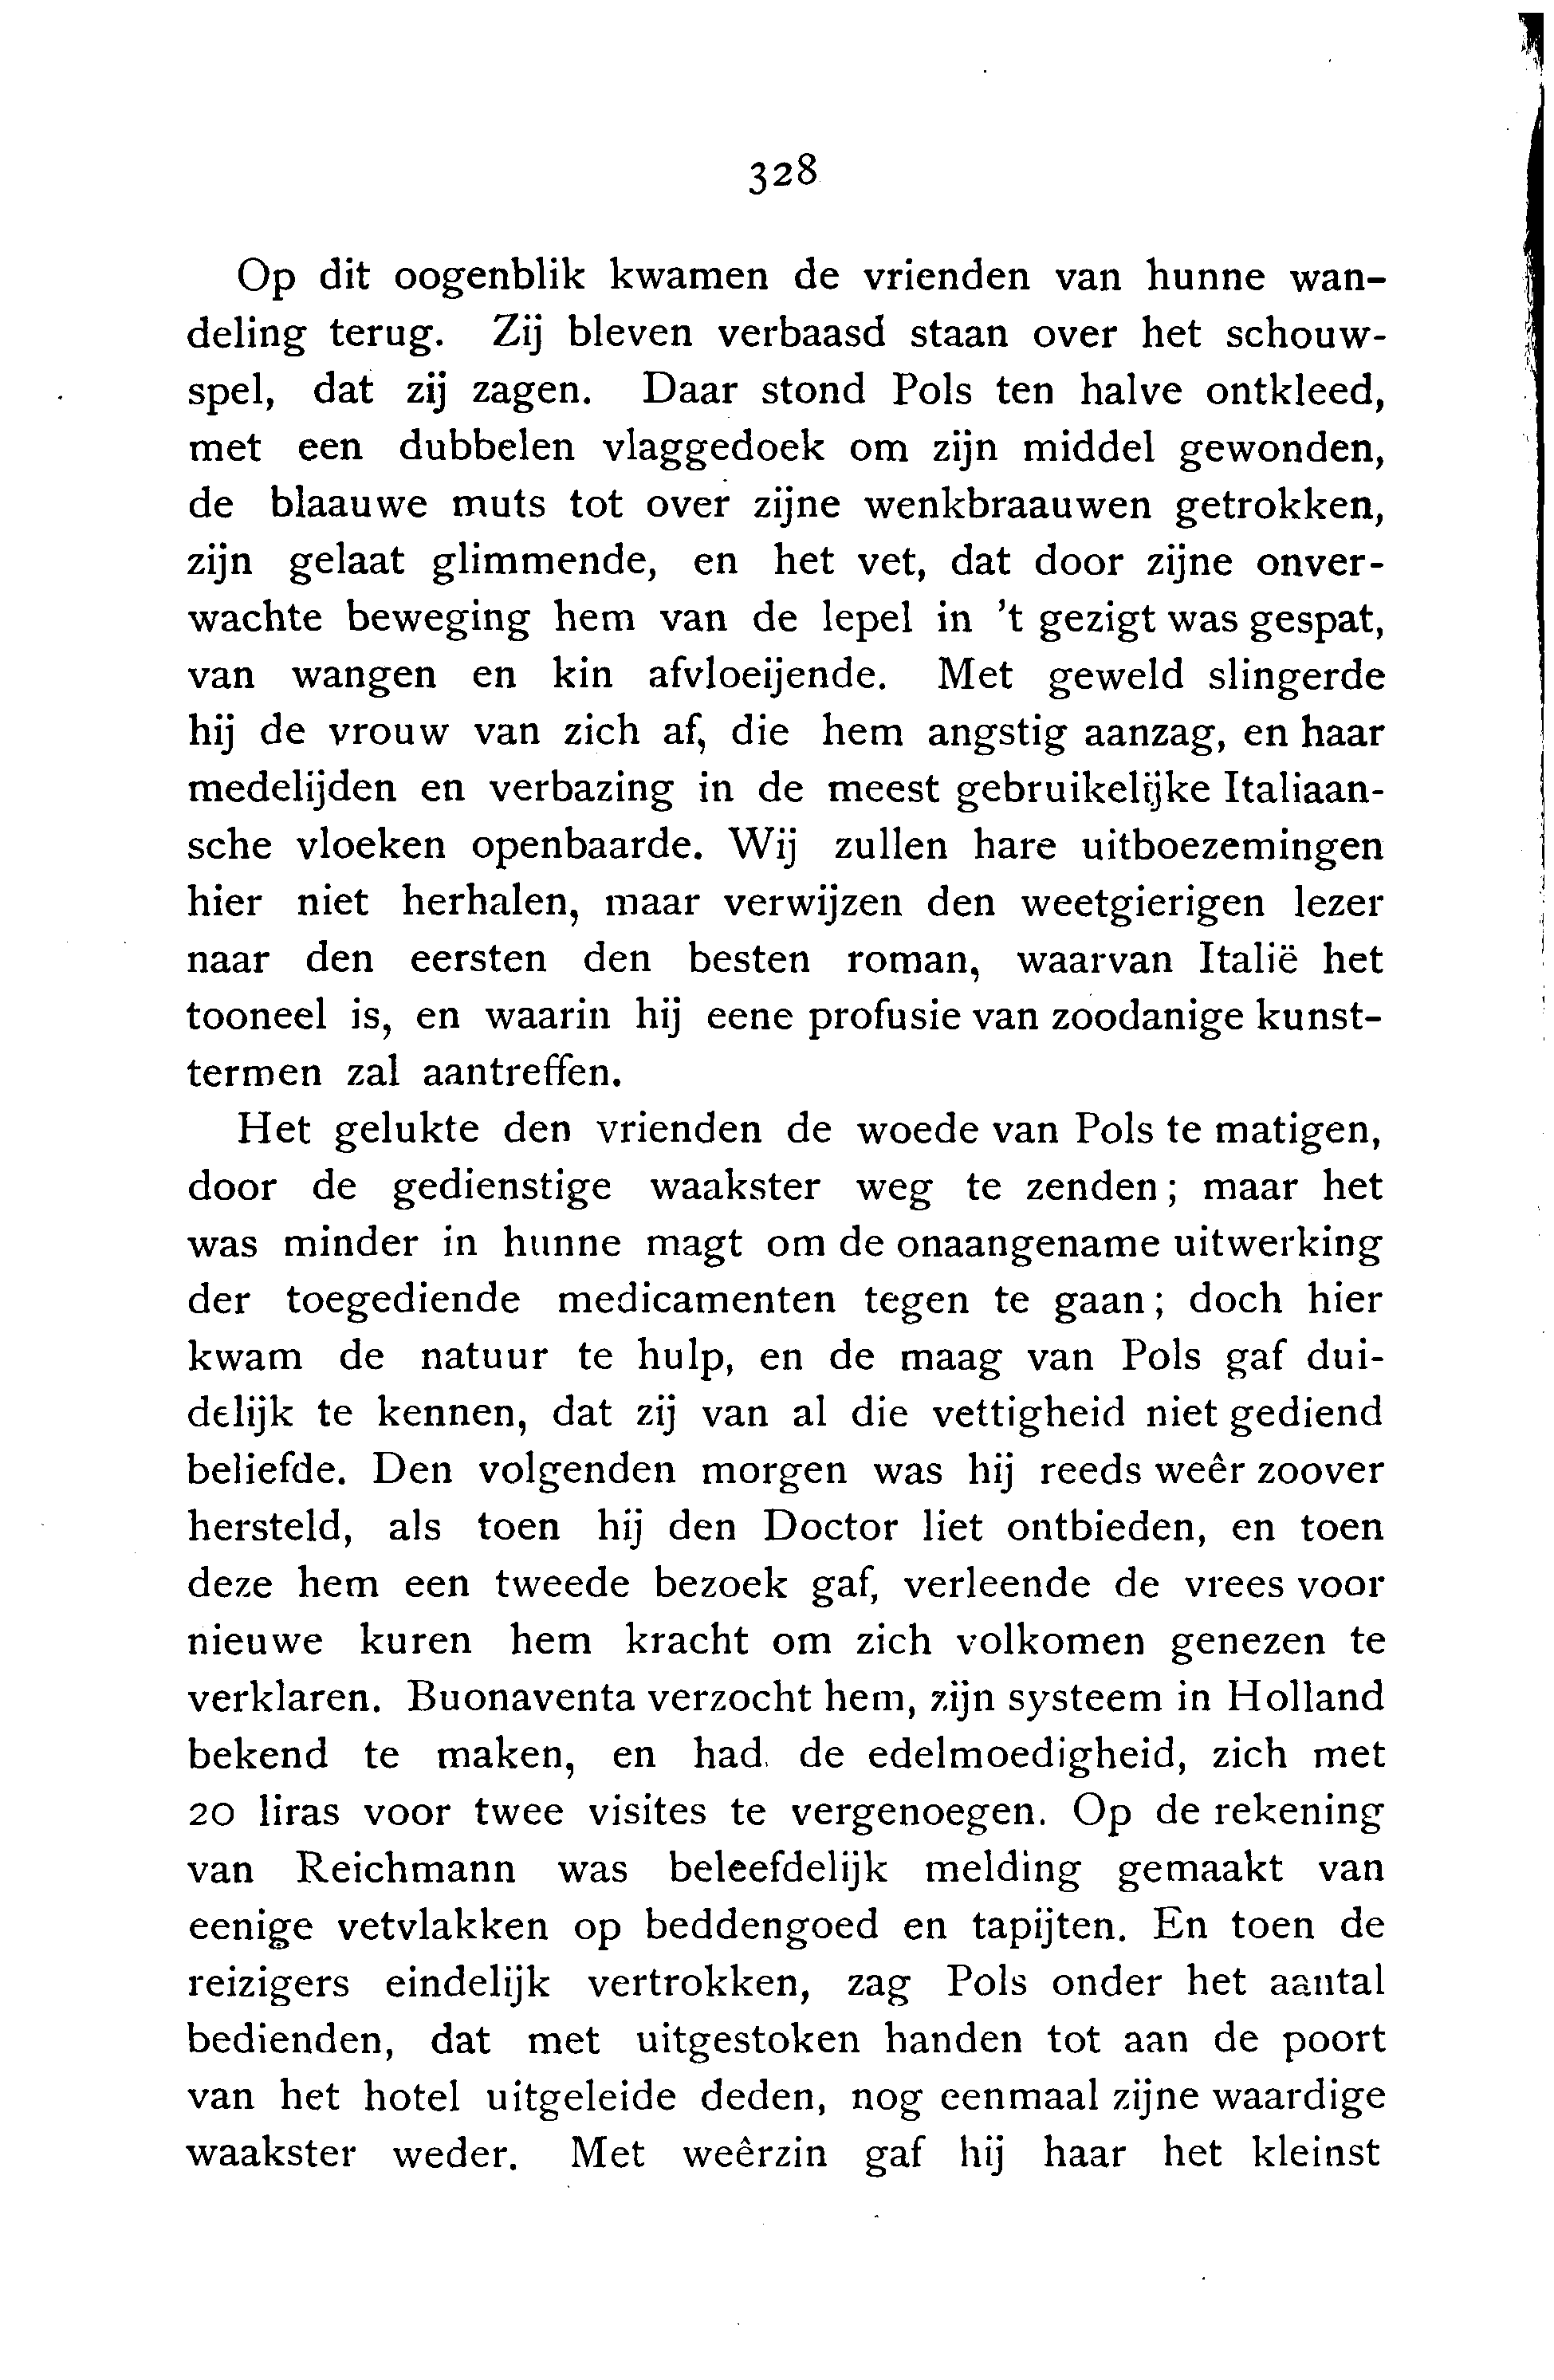 328
Op dit oogenblik kwamen de vrienden van hunne wan-
deling terug. Zij bleven verbaasd staan over het schouw-
spel, dat zij zagen. Daar stond Pols ten halve ontkleed,
met een dubbelen vlaggedoek om zijn middel gewonden,
de blaauwe muts tot over zijne wenkbraauwen getrokken,
zijn gelaat glimmende, en het vet, dat door zijne onver-
wachte beweging hem van de lepel in 't gezigt was gespat,
van wangen en kin afvloeijende. Met geweld slingerde
hij de vrouw van zich af, die hem angstig aanzag, en haar
medelijden en verbazing in de meest gebruikelijke Italiaan-
sche vloeken openbaarde. Wij zullen hare uitboezemingen
hier niet herhalen, maar verwijzen den weetgierigen lezer
naar den eersten den besten roman, waarvan Italië het
tooneel is, en waarin hij eene profusie van zoodanige kunst-
termen zal aantreffen.
Het gelukte den vrienden de woede van Pols te matigen,
door de gedienstige waakster weg te zenden; maar het
was minder in hunne magt om de onaangename uitwerking
der toegediende medicamenten tegen te gaan; doch hier
kwam de natuur te hulp, en de maag van Pols gaf dui-
delijk te kennen, dat zij van al die vettigheid niet gediend
beliefde. Den volgenden morgen was hij reeds weêr zoover
hersteld, als toen hij den Doctor liet ontbieden, en toen
deze hem een tweede bezoek gaf, verleende de vrees voor
nieuwe kuren hem kracht om zich volkomen genezen te
verklaren. Buonaventa verzocht hem, zijn systeem in Holland
bekend te maken, en had de edelmoedigheid, zich met
20 liras voor twee visites te vergenoegen. Op de rekening
van Reichmann was beleefdelijk melding gemaakt van
eenige vetvlakken op beddengoed en tapijten. En toen de
reizigers eindelijk vertrokken, zag Pols onder het aantal
bedienden, dat met uitgestoken handen tot aan de poort
van het hotel uitgeleide deden, nog eenmaal zijne waardige
waakster weder. Met weêrzin gaf hij haar het kleinst